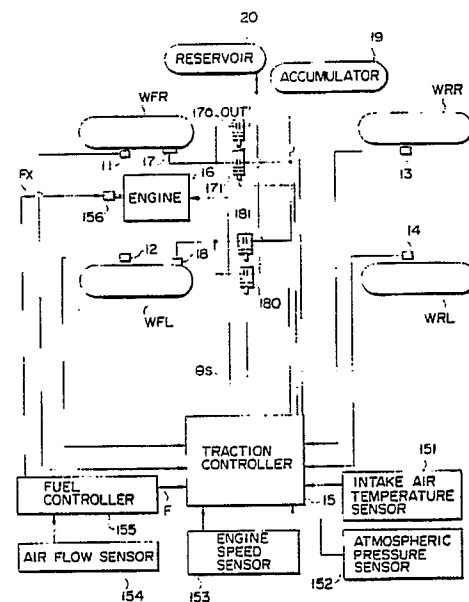 20
RESERVOIR
19
ACCUMULATOR
WFR
170
OUT
WRR
11
17
171
16
13
FX
ENGINE
156
181
12
18
14
180
WFL
WRL
θs
TRACTION
CONTROLLER
15
151
INTAKE AIR
TEMPERATURE
SENSOR
FUEL
CONTROLLER
F
155
AIR FLOW SENSOR
154
ENGINE
SPEED
SENSOR
153
ATMOSPHERIC
PRESSURE
SENSOR
152